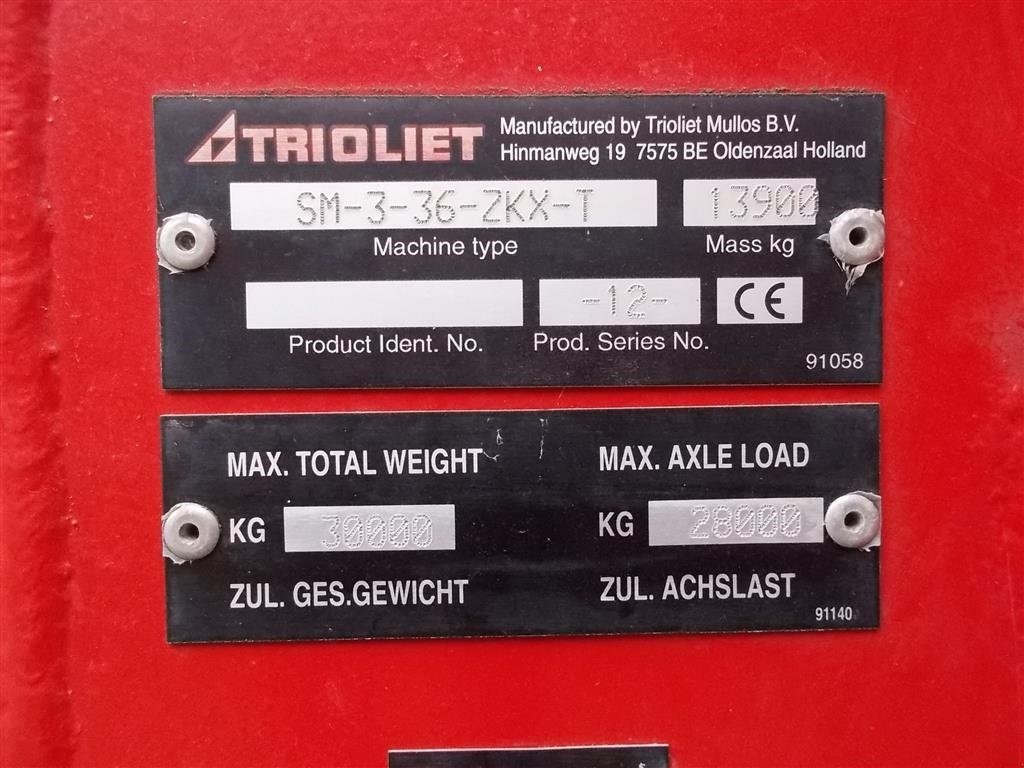 TRIOLIET
Manufactured by Trioliet Mullos B.V.
Hinmanweg 19 7575 BE Oldenzaal Holland
SM-3-36-ZKX-T 13900
Machine type Mass kg
-12- CE
Product Ident. No. Prod. Series No.
91058
MAX. TOTAL WEIGHT MAX. AXLE LOAD
KG 30000 KG 28000
ZUL. GES.GEWICHT ZUL. ACHSLAST
91140